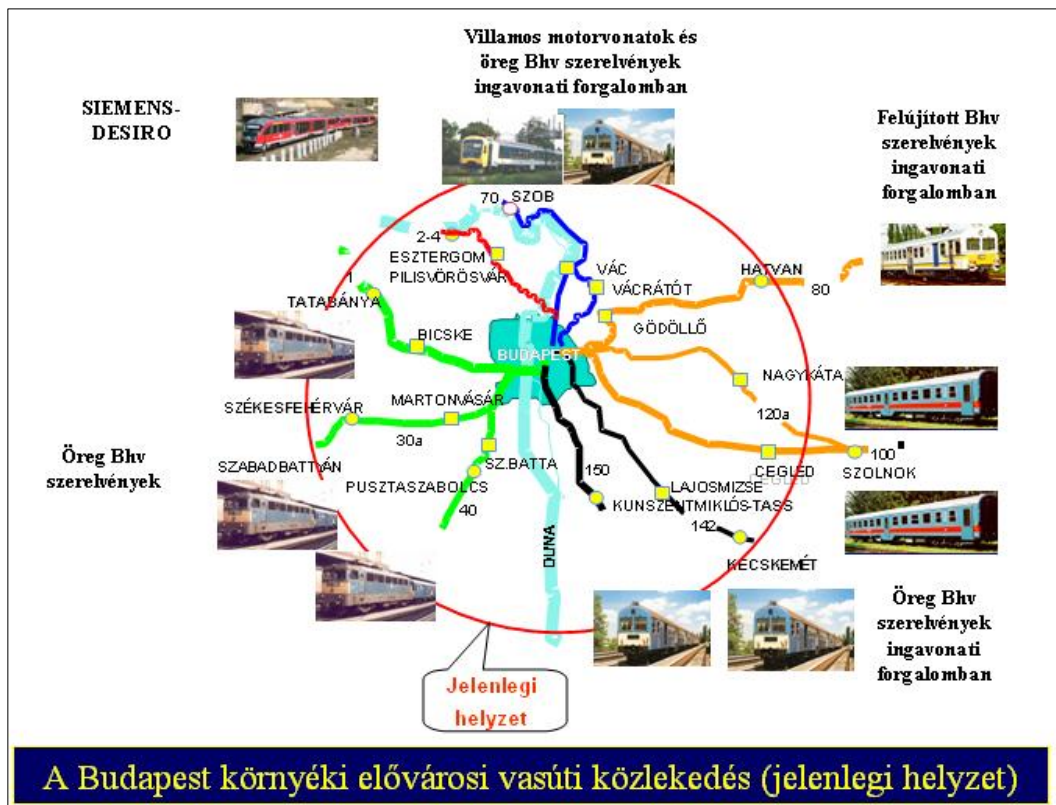 Villamos motorvonatok és
öreg Bhv szerelvények
ingavonati forgalomban
SIEMENS-
DESIRO
Felújított Bhv
szerelvények
ingavonati
forgalomban
70
SZOB
2-4
ESZTERGOM
PILISVÖRÖSVÁR
VÁC
VÁCRÁTÓT
HATVAN
80
1
TATABÁNYA
GÖDÖLLŐ
BICSKE
BUDAPEST
NAGYKÁTA
MARTONVÁSÁR
SZÉKESFEHÉRVÁR
120a
30a
Öreg Bhv
szerelvények
SZABADBATTYÁN
SZ.BATTA
PUSZTASZABOLCS
40
150
CEGLED
CEGLED
100
SZOLNOK
LAJOSMIZSE
KUNSZENTMIKLÓS-TASS
142
DUNA
KECSKEMÉT
Öreg Bhv
szerelvények
ingavonati
forgalomban
Jelenlegi
helyzet
A Budapest környéki elővárosi vasúti közlekedés (jelenlegi helyzet)